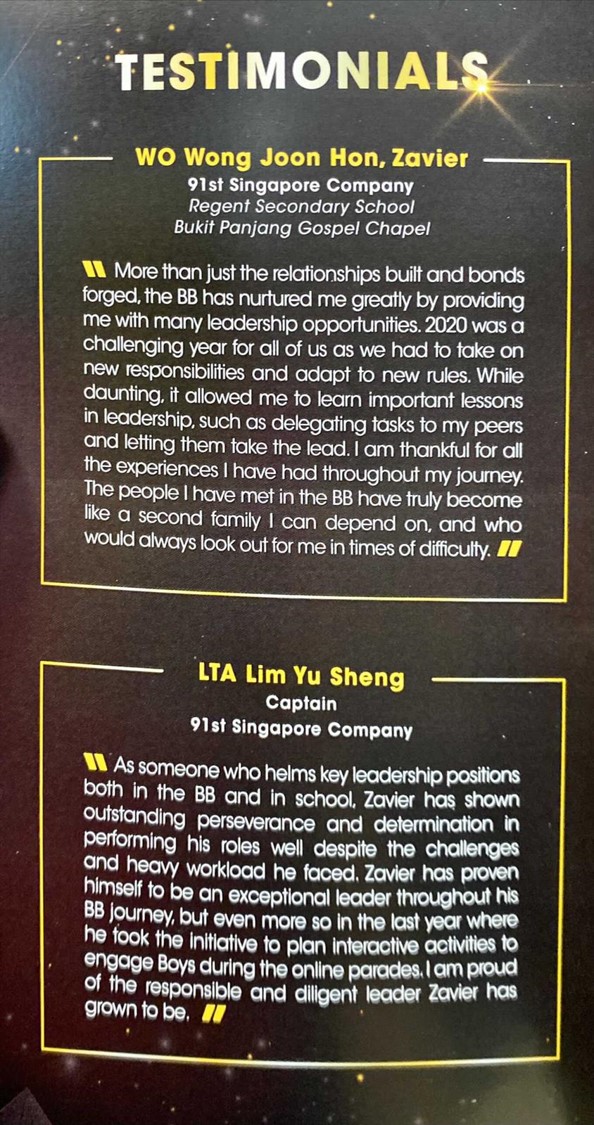 TESTIMONIALS
WO Wong Joon Hon, Zavier
91st Singapore Company
Regent Secondary School
Bukit Panjang Gospel Chapel
" More than just the relationships built and bonds
forged, the BB has nurtured me greatly by providing
me with many leadership opportunities. 2020 was a
challenging year for all of us as we had to take on
new responsibilities and adapt to new rules. While
daunting, it allowed me to learn important lessons
in leadership, such as delegating tasks to my peers
and letting them take the lead. I am thankful for all
the experiences I have had throughout my journey.
The people I have met in the BB have truly become
like a second family I can depend on, and who
would always look out for me in times of difficulty. "
LTA Lim Yu Sheng
Captain
91st Singapore Company
" As someone who helms key leadership positions
both in the BB and in school, Zavier has shown
outstanding perseverance and determination in
performing his roles well despite the challenges
and heavy workload he faced. Zavier has proven
himself to be an exceptional leader throughout his
BB journey, but even more so in the last year where
he took the initiative to plan interactive activities to
engage Boys during the online parades. I am proud
of the responsible and diligent leader Zavier has
grown to be. "